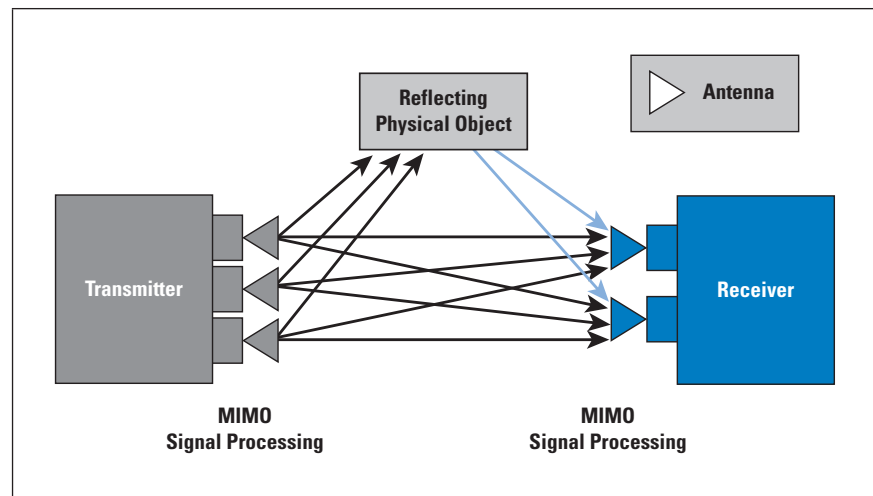 Reflecting
Physical Object
Antenna
Transmitter
Receiver
MIMO
Signal Processing
MIMO
Signal Processing